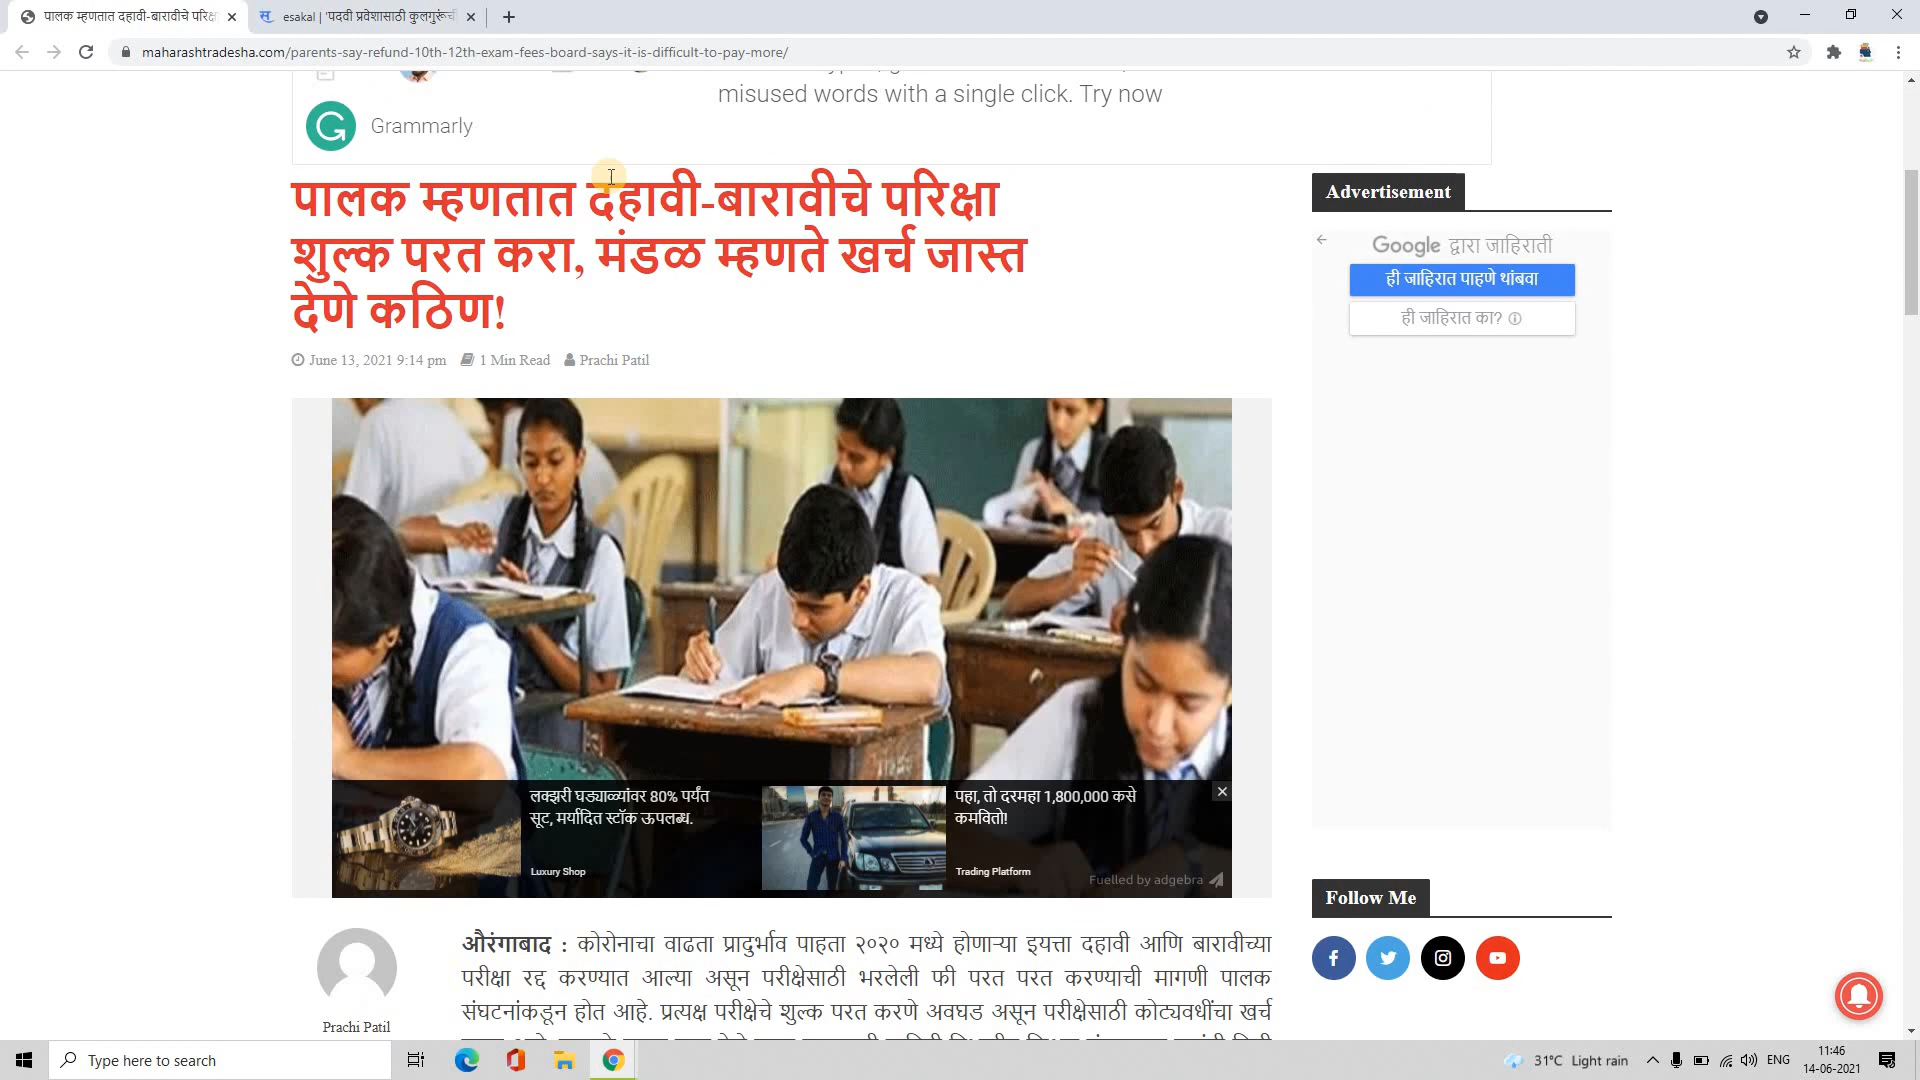 पालक म्हणतात दहावी-बारावीचे परिक्ष
esakal | 'पदवी प्रवेशासाठी कुलगुरूंची
maharashtradesha.com/parents-say-refund-10th-12th-exam-fees-board-says-it-is-difficult-to-pay-more/
misused words with a single click. Try now
Grammarly
पालक म्हणतात दहावी-बारावीचे परिक्षा
शुल्क परत करा, मंडळ म्हणते खर्च जास्त
देणे कठिण!
June 13, 2021 9:14 pm 1 Min Read Prachi Patil
Advertisement
Google द्वारा जाहिराती
ही जाहिरात पाहणे थांबवा
ही जाहिरात का?
लक्झरी घड्याळ्यांवर 80% पर्यंत
सूट, मर्यादित स्टॉक ऊपलब्ध.
Luxury Shop
पहा, तो दरमहा 1,800,000 कसे
कमवितो!
Trading Platform
Fuelled by adgebra
Follow Me
औरंगाबाद : कोरोनाचा वाढता प्रादुर्भाव पाहता २०२० मध्ये होणाऱ्या इयत्ता दहावी आणि बारावीच्या
परीक्षा रद्द करण्यात आल्या असून परीक्षेसाठी भरलेली फी परत परत करण्याची मागणी पालक
संघटनांकडून होत आहे. प्रत्यक्ष परीक्षेचे शुल्क परत करणे अवघड असून परीक्षेसाठी कोट्यवधींचा खर्च
Prachi Patil
Type here to search
31°C Light rain
ENG
11:46
14-06-2021